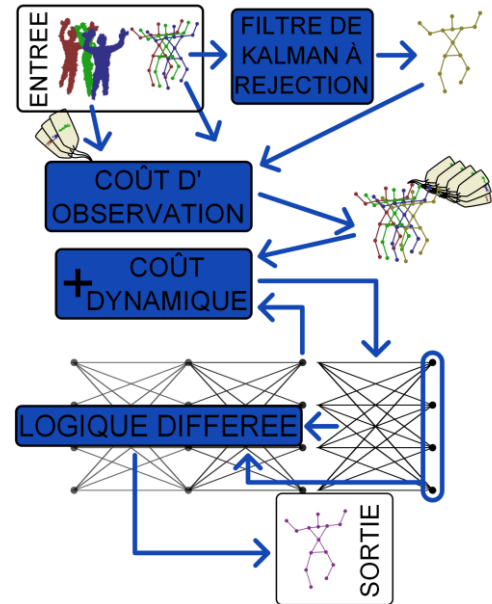 ENTREE
FILTRE DE
KALMAN À
REJECTION
COÛT D'
OBSERVATION
+ COÛT
DYNAMIQUE
LOGIQUE DIFFEREE
SORTIE